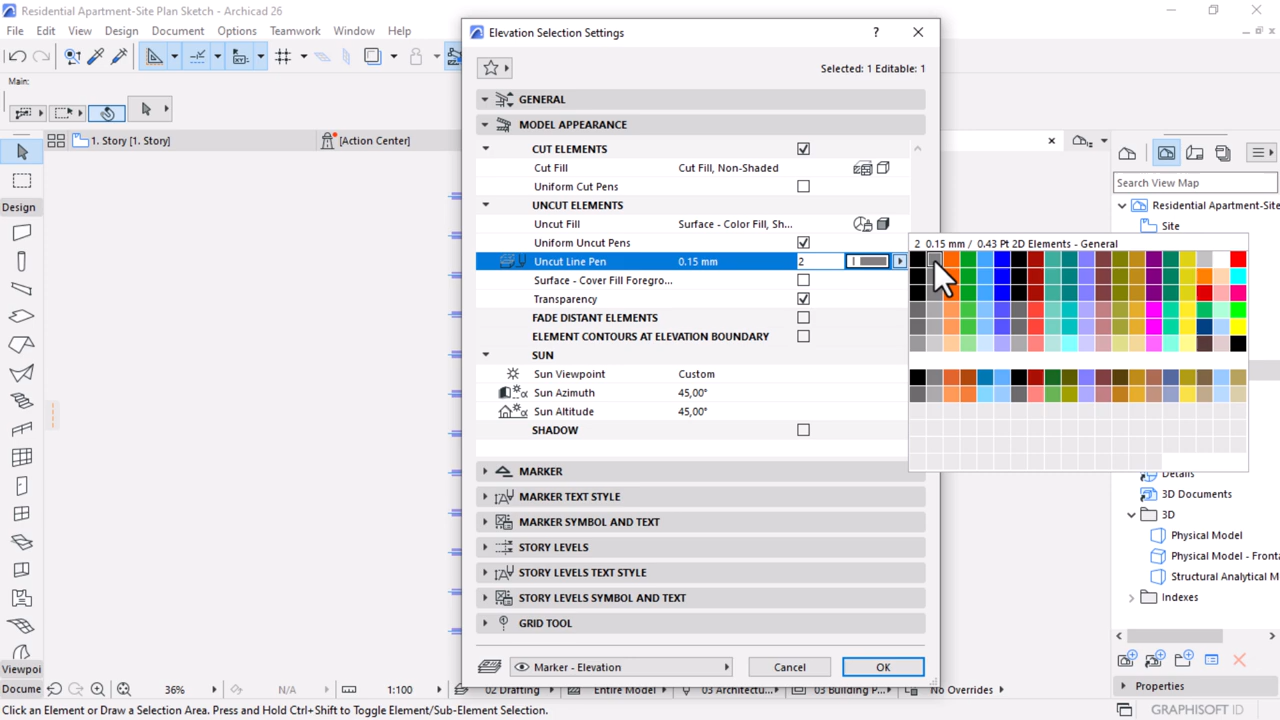 Residential Apartment-Site Plan Sketch - Archicad 26
File Edit View Design Document Options Teamwork Window Help
Main:
1. Story [1. Story]
[Action Center]
Design
Viewpoi
Docume
Elevation Selection Settings
?
Selected: 1 Editable: 1
GENERAL
MODEL APPEARANCE
CUT ELEMENTS
Cut Fill Cut Fill, Non-Shaded
Uniform Cut Pens
UNCUT ELEMENTS
Uncut Fill Surface - Color Fill, Sh...
Uniform Uncut Pens
Uncut Line Pen 0.15 mm 2
Surface - Cover Fill Foregro...
Transparency
FADE DISTANT ELEMENTS
ELEMENT CONTOURS AT ELEVATION BOUNDARY
SUN
Sun Viewpoint Custom
Sun Azimuth 45,00°
Sun Altitude 45,00°
SHADOW
MARKER
MARKER TEXT STYLE
MARKER SYMBOL AND TEXT
STORY LEVELS
STORY LEVELS TEXT STYLE
STORY LEVELS SYMBOL AND TEXT
GRID TOOL
Marker - Elevation
Cancel
OK
2 0.15 mm / 0.43 Pt 2D Elements - General
Search View Map
Residential Apartment-Site
Site
Details
3D Documents
3D
Physical Model
Physical Model - Fronta
Structural Analytical M
Indexes
Properties
36% N/A 1:100 02 Drafting Entire Model 03 Architectu... 03 Building P... No Overrides
Click an Element or Draw a Selection Area. Press and Hold Ctrl+Shift to Toggle Element/Sub-Element Selection.
GRAPHISOFT ID